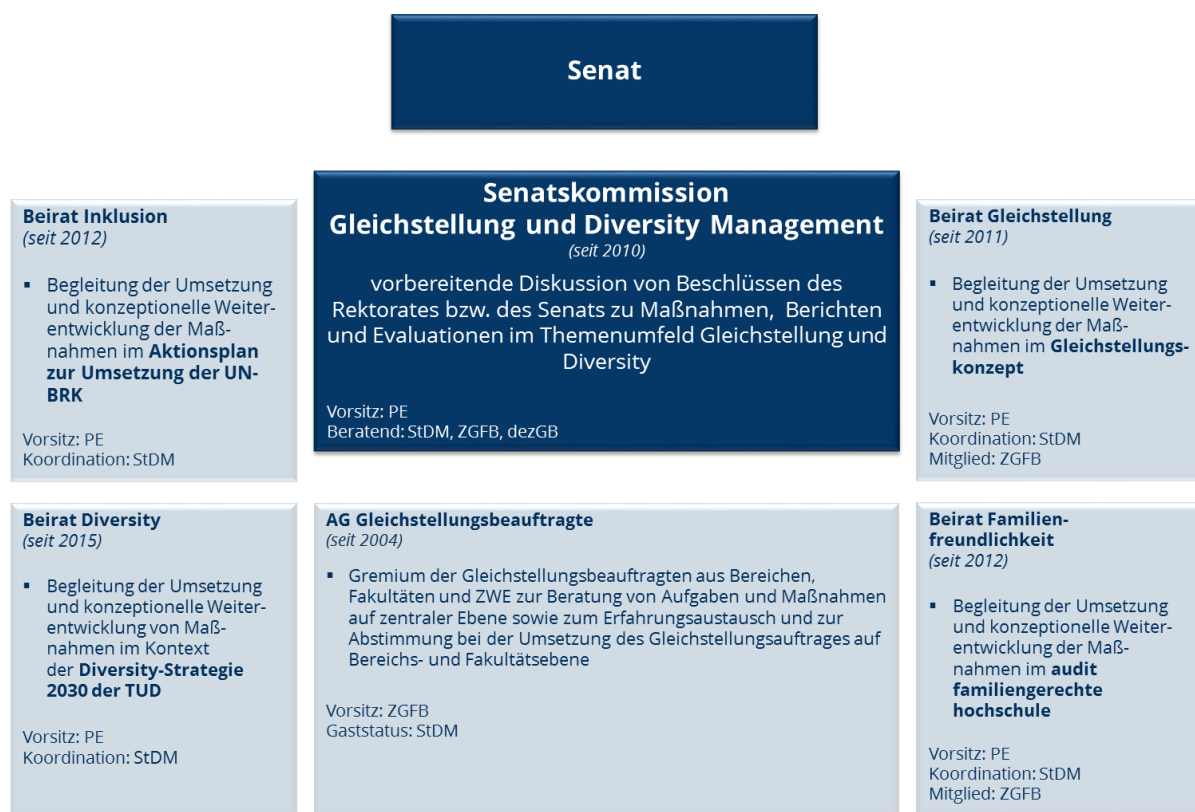 Senat
Senatskommission
Gleichstellung und Diversity Management
(seit 2010)
vorbereitende Diskussion von Beschlüssen des
Rektorates bzw. des Senats zu Maßnahmen, Berichten
und Evaluationen im Themenumfeld Gleichstellung und
Diversity
Vorsitz: PE
Beratend: StDM, ZGFB, dezGB
Beirat Inklusion
(seit 2012)
▪ Begleitung der Umsetzung
und konzeptionelle Weiter-
entwicklung der Maß-
nahmen im Aktionsplan
zur Umsetzung der UN-
BRK
Vorsitz: PE
Koordination: StDM
Beirat Gleichstellung
(seit 2011)
▪ Begleitung der Umsetzung
und konzeptionelle Weiter-
entwicklung der Maß-
nahmen im Gleichstellungs-
konzept
Vorsitz: PE
Koordination: StDM
Mitglied: ZGFB
Beirat Diversity
(seit 2015)
▪ Begleitung der Umsetzung
und konzeptionelle Weiter-
entwicklung von Maß-
nahmen im Kontext
der Diversity-Strategie
2030 der TUD
Vorsitz: PE
Koordination: StDM
AG Gleichstellungsbeauftragte
(seit 2004)
▪ Gremium der Gleichstellungsbeauftragten aus Bereichen,
Fakultäten und ZWE zur Beratung von Aufgaben und Maßnahmen
auf zentraler Ebene sowie zum Erfahrungsaustausch und zur
Abstimmung bei der Umsetzung des Gleichstellungsauftrages auf
Bereichs- und Fakultätsebene
Vorsitz: ZGFB
Gaststatus: StDM
Beirat Familien-
freundlichkeit
(seit 2012)
▪ Begleitung der Umsetzung
und konzeptionelle Weiter-
entwicklung der Maß-
nahmen im audit
familiengerechte
hochschule
Vorsitz: PE
Koordination: StDM
Mitglied: ZGFB